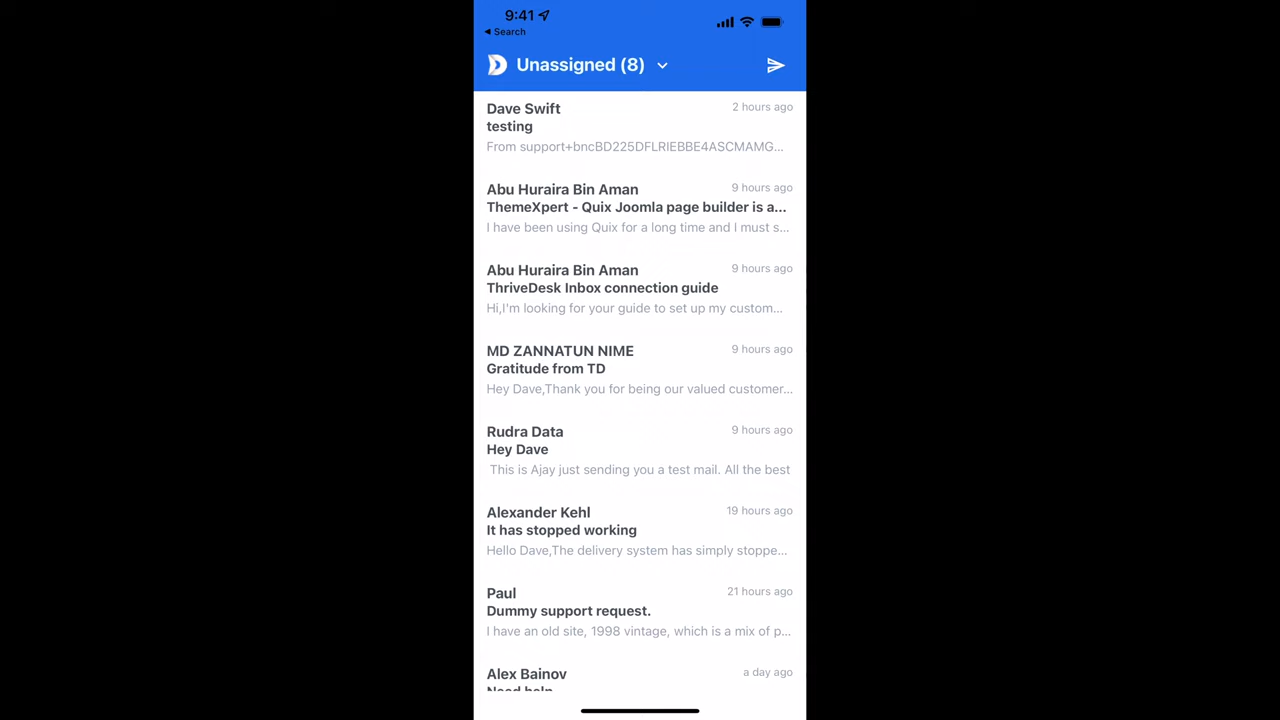 9:41
◀ Search
Unassigned (8)
Dave Swift
2 hours ago
testing
From support+bncBD225DFLRIEBBE4ASCMAMG...
Abu Huraira Bin Aman
9 hours ago
ThemeXpert - Quix Joomla page builder is a...
I have been using Quix for a long time and I must s...
Abu Huraira Bin Aman
9 hours ago
ThriveDesk Inbox connection guide
Hi,I'm looking for your guide to set up my custom...
MD ZANNATUN NIME
9 hours ago
Gratitude from TD
Hey Dave,Thank you for being our valued customer...
Rudra Data
9 hours ago
Hey Dave
This is Ajay just sending you a test mail. All the best
Alexander Kehl
19 hours ago
It has stopped working
Hello Dave,The delivery system has simply stoppe...
Paul
21 hours ago
Dummy support request.
I have an old site, 1998 vintage, which is a mix of p...
Alex Bainov
a day ago
Need help